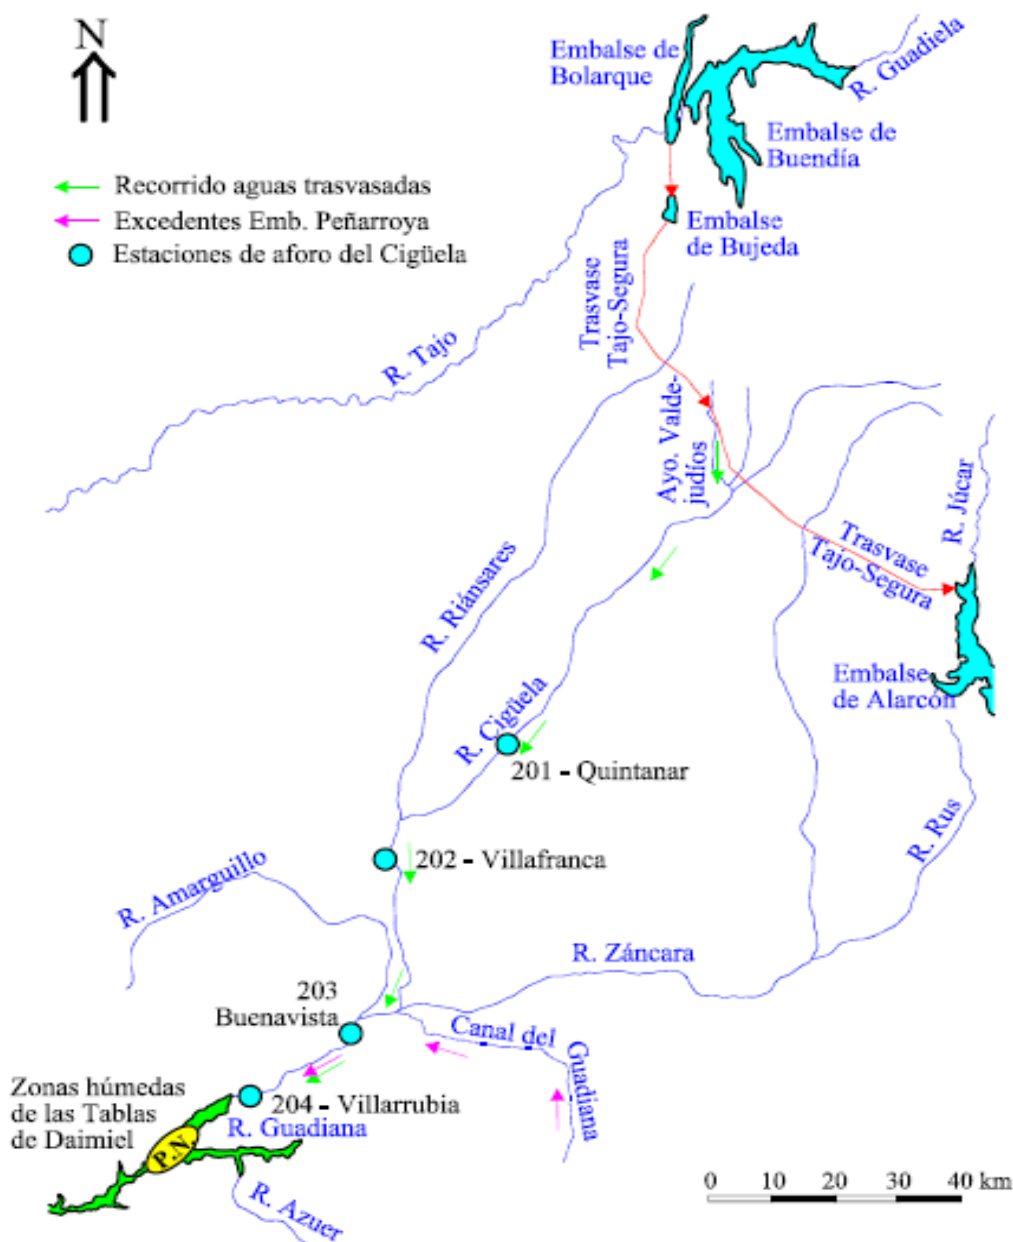 N
Embalse de
Bolarque
R. Guadiela
Embalse de
Buendía
Recorrido aguas trasvasadas
Excedentes Emb. Peñarroya
Estaciones de aforo del Cigüela
Embalse
de Bujeda
Trasvase
Tajo-Segura
R. Tajo
Ayo. Valde-
judíos
R. Júcar
Trasvase
Tajo-Segura
R. Riánsares
Embalse
de Alarcón
R. Cigüela
201 - Quintanar
R. Rus
202 - Villafranca
R. Amarguillo
R. Záncara
203
Buenavista
Canal del
Guadiana
Zonas húmedas
de las Tablas
de Daimiel
204 - Villarrubia
R. Guadiana
P.N.
R. Azuer
0 10 20 30 40 km